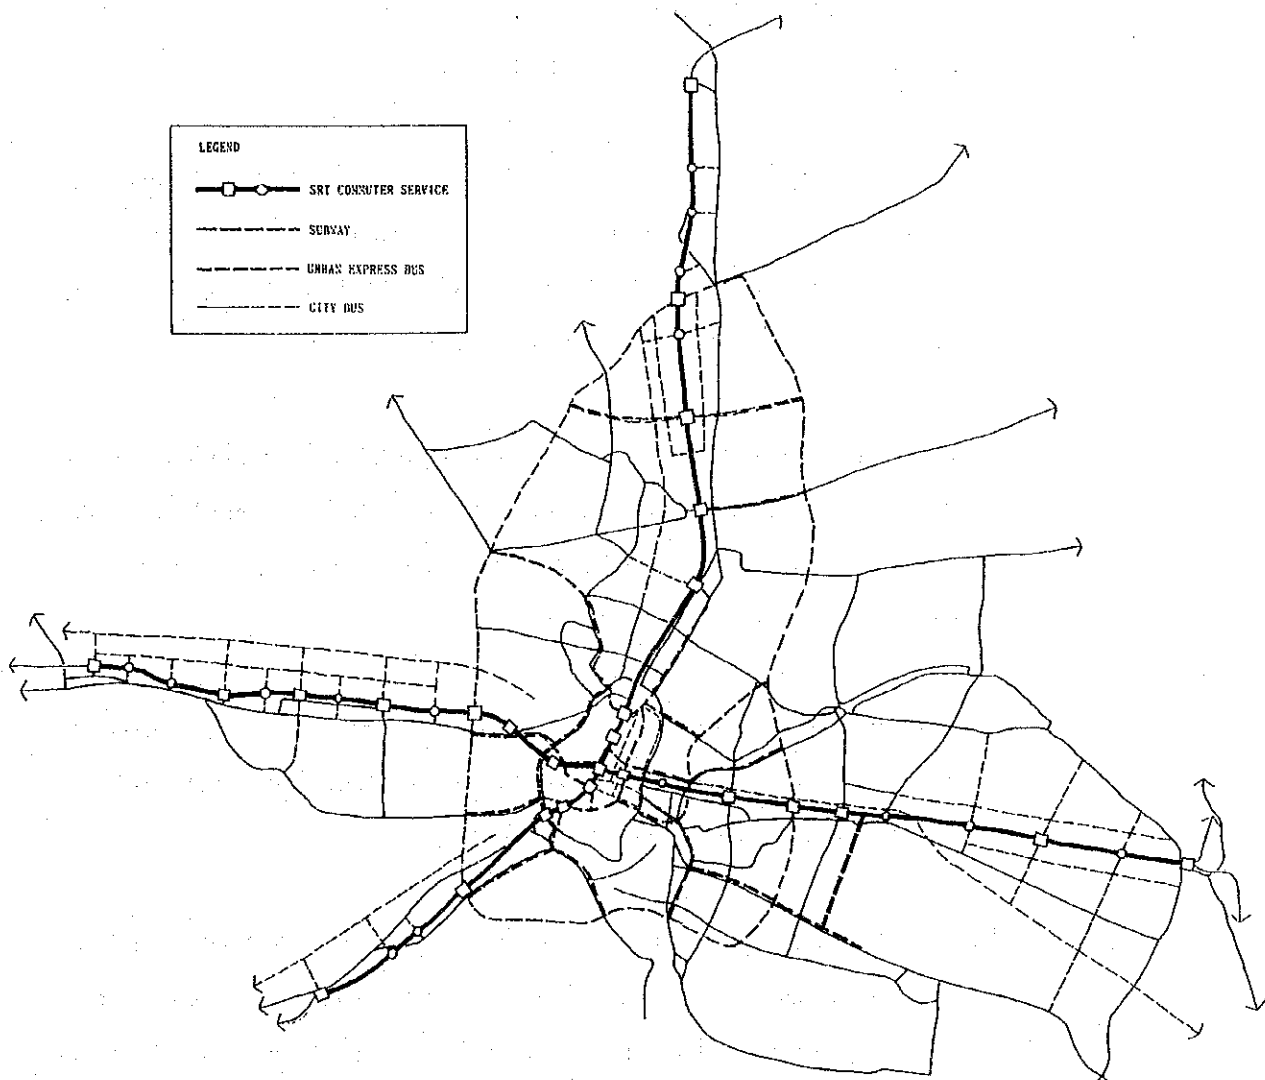 LEGEND
SRT COMMUTER SERVICE
SUBWAY
URBAN EXPRESS BUS
CITY BUS